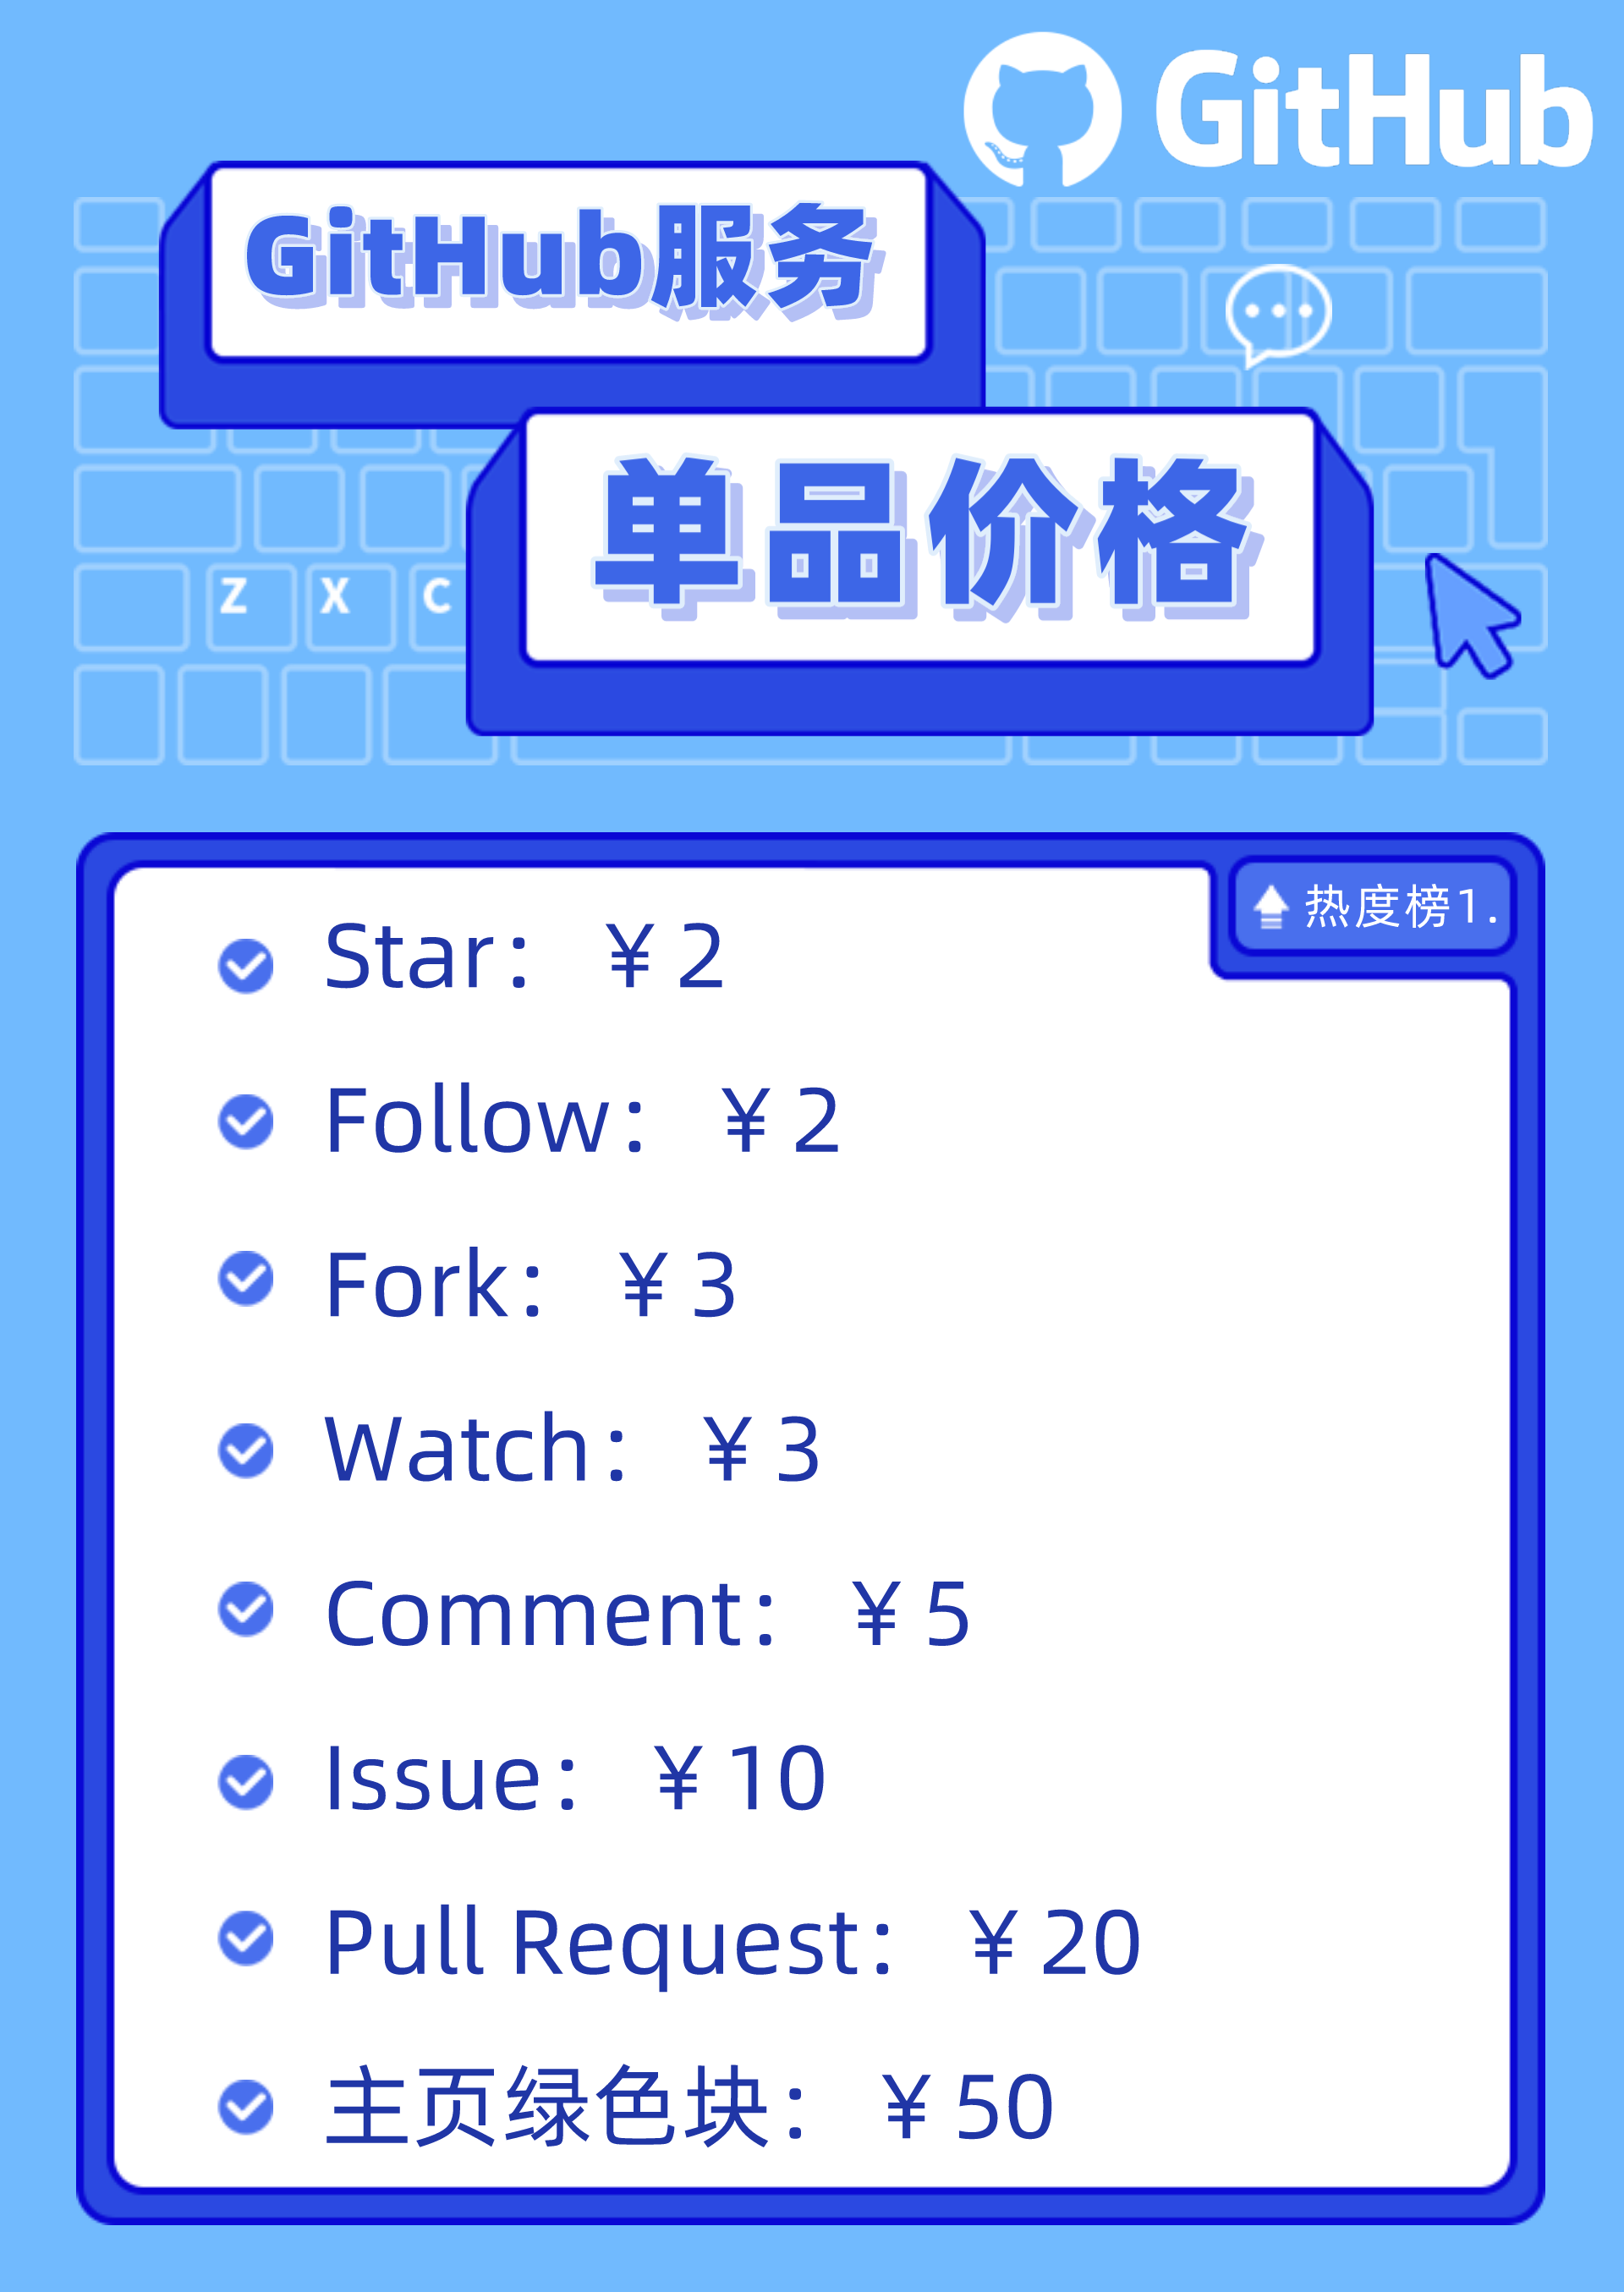 GitHub
GitHub服务
单品价格
Z X C
热度榜1.
Star： ￥2
Follow： ￥2
Fork： ￥3
Watch： ￥3
Comment： ￥5
Issue： ￥10
Pull Request： ￥20
主页绿色块： ￥50